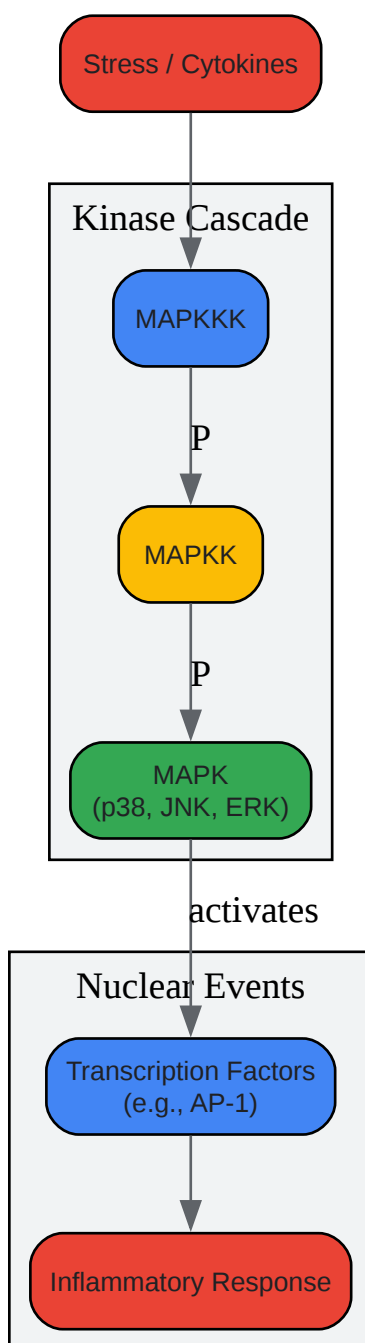 Stress / Cytokines
Kinase Cascade
MAPKKK
P
MAPKK
P
MAPK
(p38, JNK, ERK)
activates
Nuclear Events
Transcription Factors
(e.g., AP-1)
Inflammatory Response